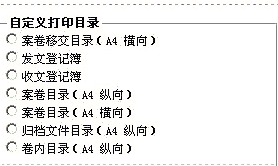 自定义打印目录
案卷移交目录(A4 横向)
发文登记簿
收文登记簿
案卷目录(A4 纵向)
案卷目录(A4 横向)
归档文件目录(A4 纵向)
卷内目录(A4 纵向)